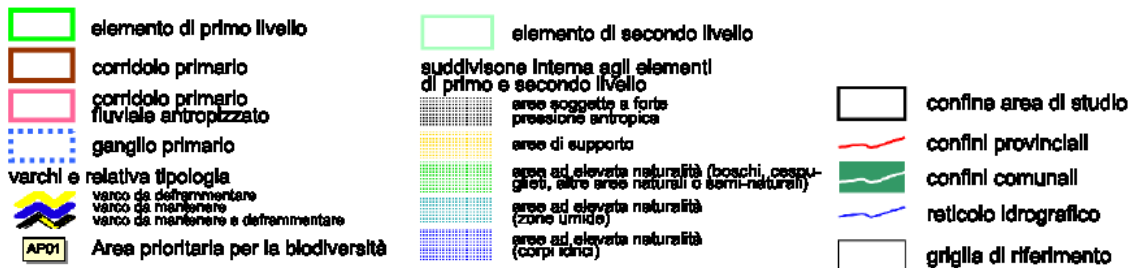 elemento di primo livello
corridoio primario
corridoio primario
fluviale antropizzato
ganglio primario
varchi e relativa tipologia
varco da deframmentare
varco da mantenere
varco da mantenere e deframmentare
AP01 Area prioritaria per la biodiversità
elemento di secondo livello
suddivisone interna agli elementi
di primo e secondo livello
aree soggette a forte
pressione antropica
aree di supporto
aree ad elevata naturalità (boschi, cespu-
glieti, altre aree naturali o semi-naturali)
aree ad elevata naturalità
(zone umide)
aree ad elevata naturalità
(corpi idrici)
confine area di studio
confini provinciali
confini comunali
reticolo idrografico
griglia di riferimento